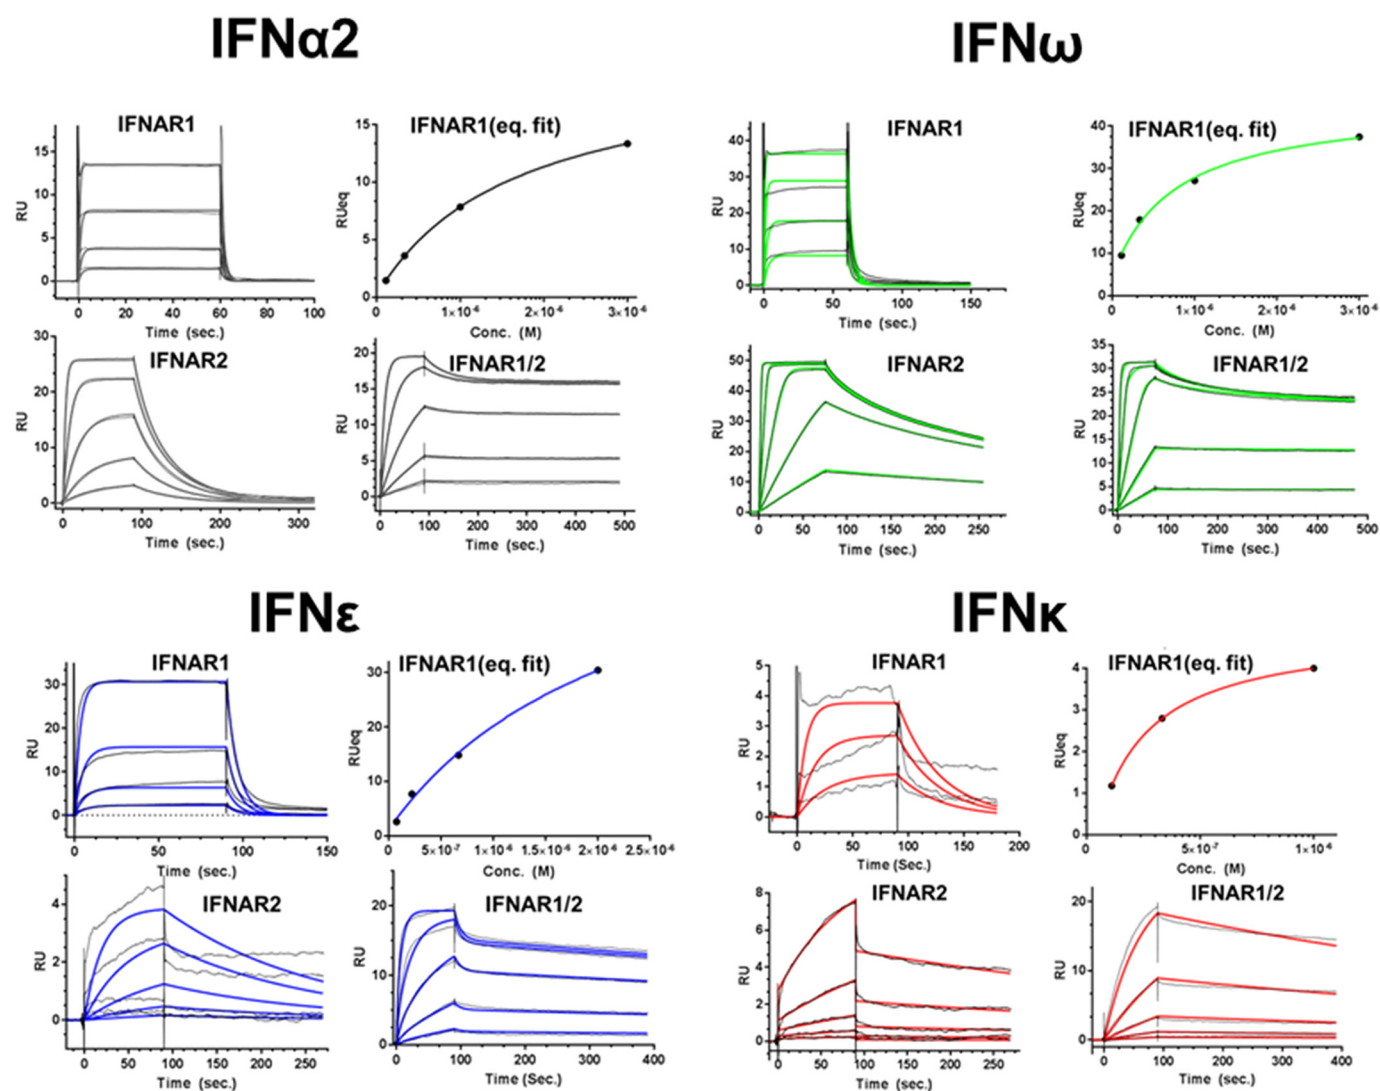 IFNα2
IFNω
IFNAR1
15
10
5
0
RU
0 20 40 60 80 100
Time (sec.)
IFNAR1(eq. fit)
15
10
5
0
RUeq
1×10-6 2×10-6 3×10-6
Conc. (M)
IFNAR1
40
30
20
10
0
RU
0 50 100 150
Time (sec.)
IFNAR1(eq. fit)
40
30
20
10
0
RUeq
0 1×10-6 2×10-6 3×10-6
Conc. (M)
IFNAR2
30
20
10
0
RU
0 100 200 300
Time (sec.)
IFNAR1/2
20
15
10
5
0
RU
0 100 200 300 400 500
Time (sec.)
IFNAR2
50
40
30
20
10
0
RU
0 50 100 150 200 250
Time (sec.)
IFNAR1/2
35
30
25
20
15
10
5
0
RU
0 100 200 300 400 500
Time (sec.)
IFNε
IFNκ
IFNAR1
30
20
10
0
RU
0 50 100 150
Time (sec.)
IFNAR1(eq. fit)
30
20
10
0
RUeq
0 5×10-7 1×10-6 1.5×10-6 2×10-6 2.5×10-6
Conc. (M)
IFNAR1
5
4
3
2
1
0
RU
0 50 100 150 200
Time (Sec.)
IFNAR1(eq. fit)
4
3
2
1
0
RUeq
0 5×10-7 1×10-6
Conc. (M)
IFNAR2
4
2
0
RU
0 50 100 150 200 250
Time (sec.)
IFNAR1/2
20
10
0
RU
0 100 200 300 400
Time (Sec.)
IFNAR2
8
6
4
2
0
RU
0 50 100 150 200 250
Time (sec.)
IFNAR1/2
20
10
0
RU
0 100 200 300 400
Time (sec.)